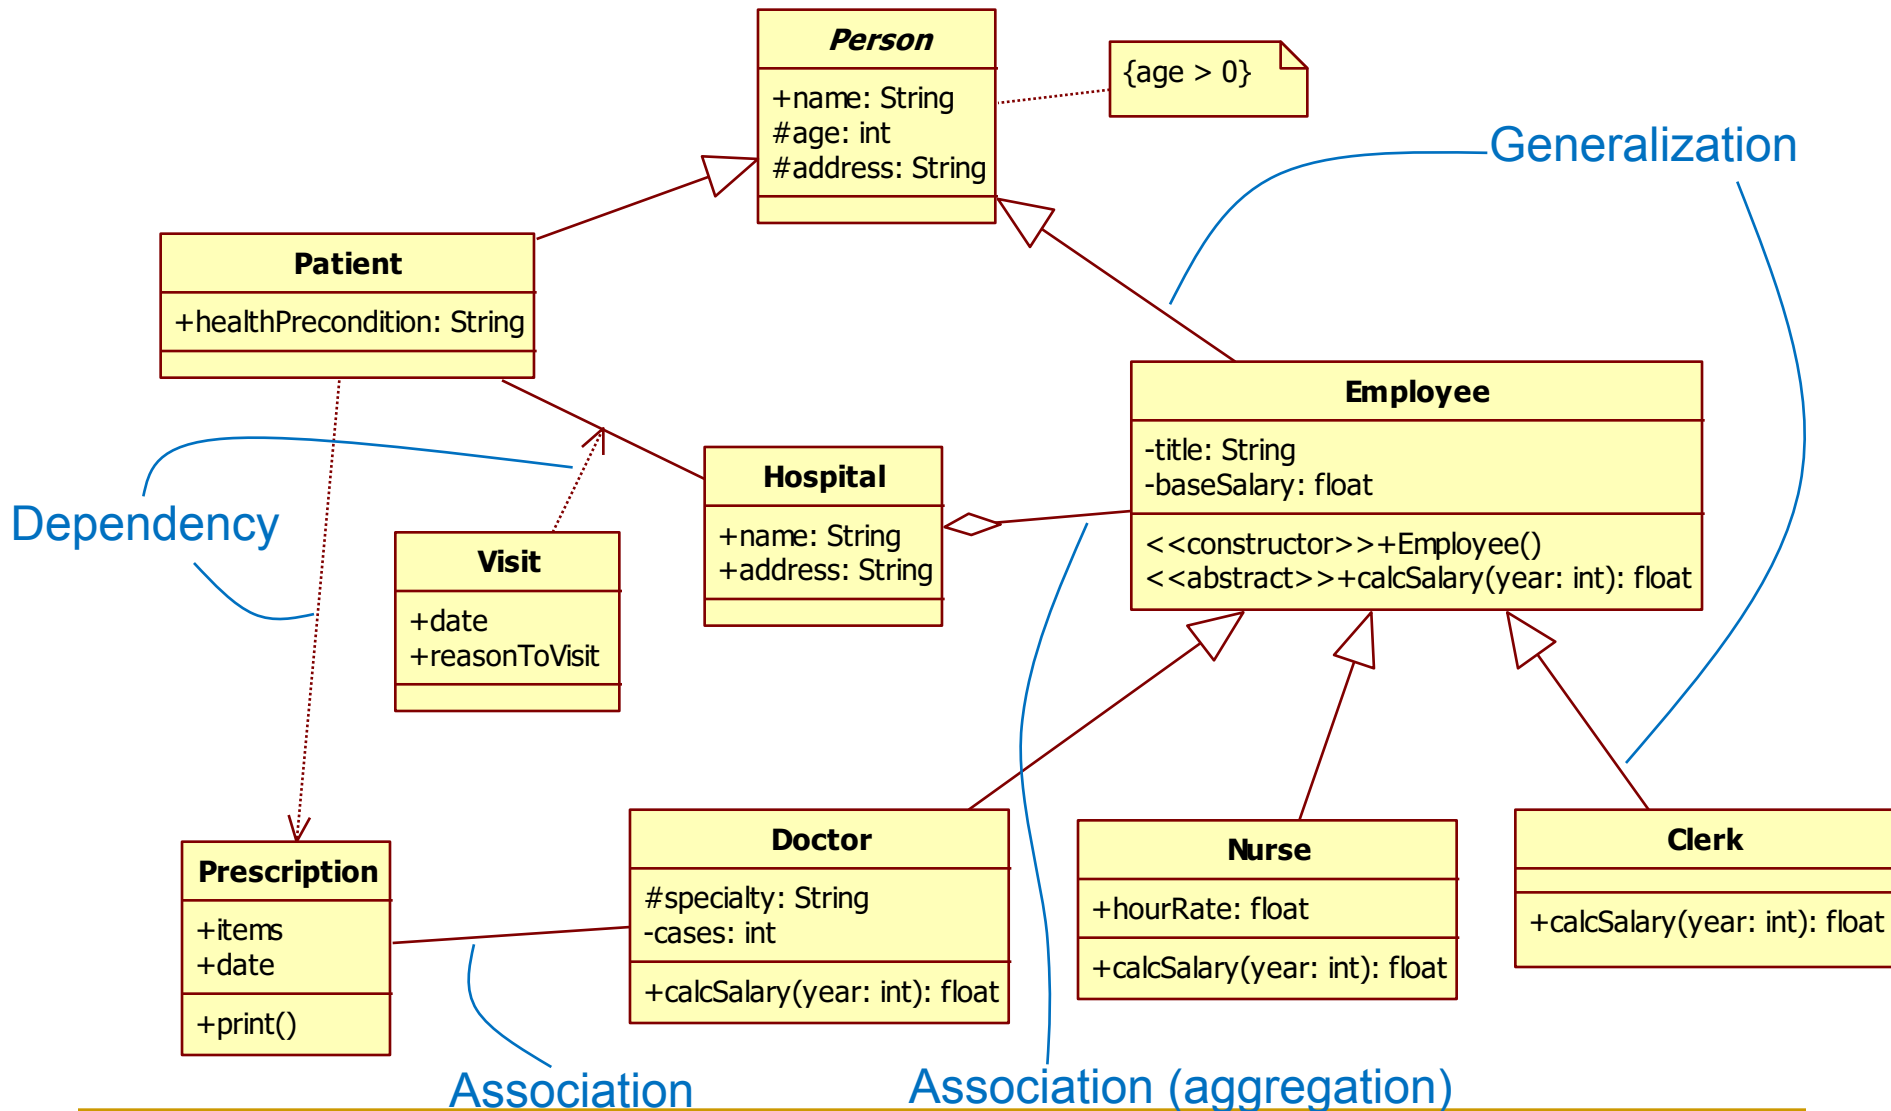 Person
+name: String
#age: int
#address: String
{age > 0}
Generalization
Patient
+healthPrecondition: String
Employee
-title: String
-baseSalary: float
<<constructor>>+Employee()
<<abstract>>+calcSalary(year: int): float
Hospital
+name: String
+address: String
Dependency
Visit
+date
+reasonToVisit
Prescription
+items
+date
+print()
Doctor
#specialty: String
-cases: int
+calcSalary(year: int): float
Nurse
+hourRate: float
+calcSalary(year: int): float
Clerk
+calcSalary(year: int): float
Association
Association (aggregation)